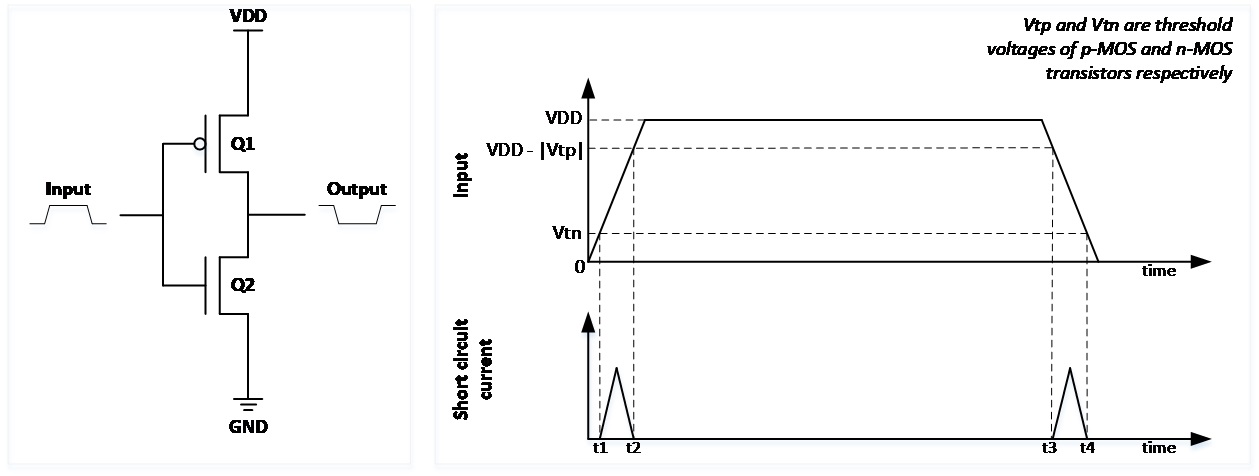 VDD
Q1
Input
Output
Q2
GND
Vtp and Vtn are threshold
voltages of p-MOS and n-MOS
transistors respectively
Input
VDD
VDD - |Vtp|
Vtn
0
time
Short circuit
current
t1
t2
t3
t4
time